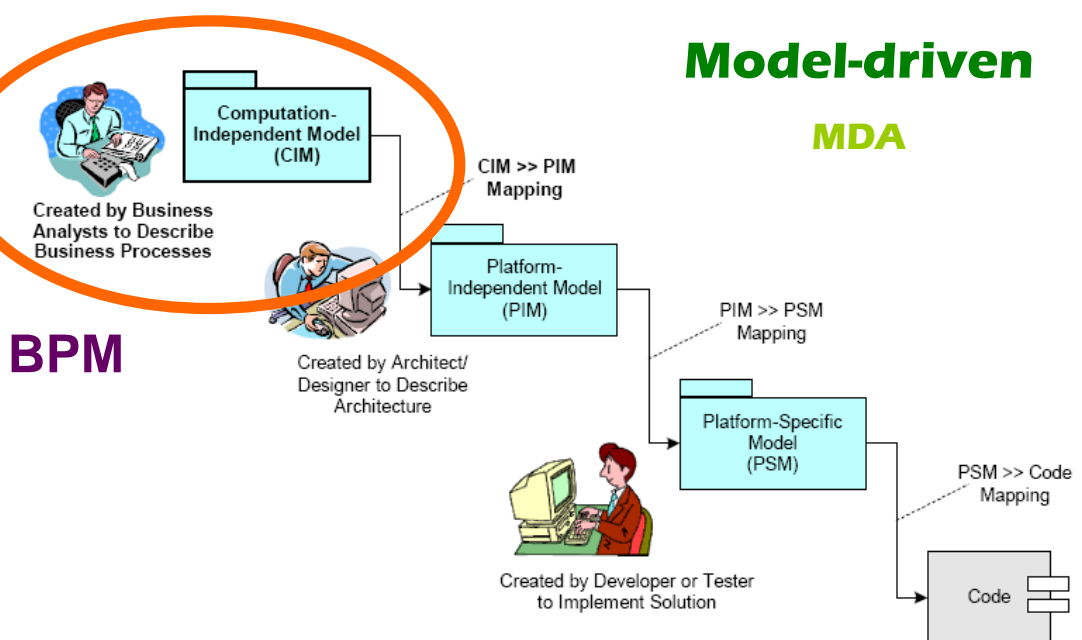 Model-driven
MDA
Computation-
Independent Model
(CIM)
CIM >> PIM
Mapping
Created by Business
Analysts to Describe
Business Processes
Platform-
Independent Model
(PIM)
PIM >> PSM
Mapping
BPM
Created by Architect/
Designer to Describe
Architecture
Platform-Specific
Model
(PSM)
PSM >> Code
Mapping
Created by Developer or Tester
to Implement Solution
Code